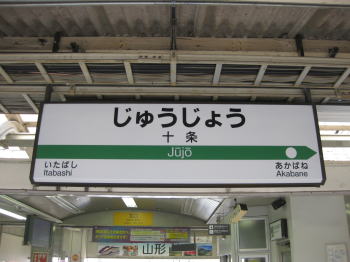 じゅうじょう
十条
Jūjō
いたばし
Itabashi
あかばね
Akabane
山形